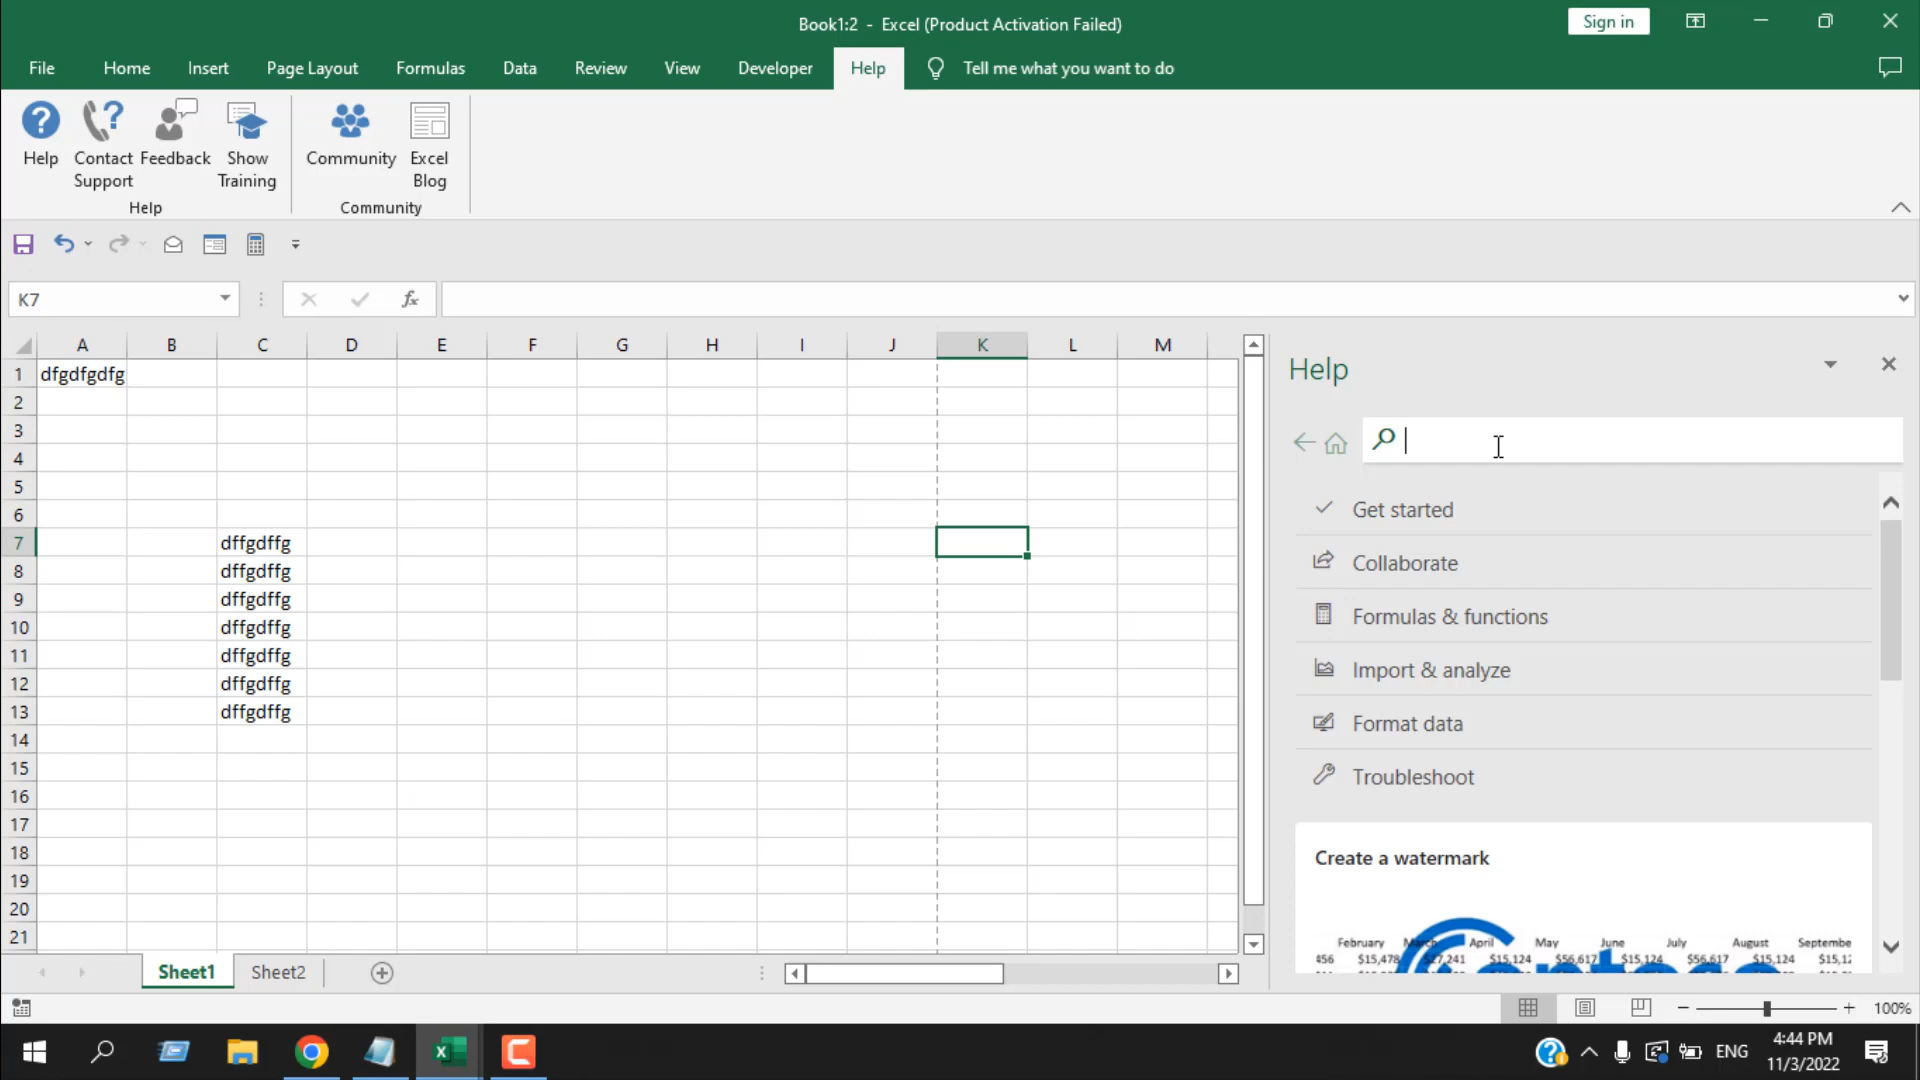 Book1:2 - Excel (Product Activation Failed)
Sign in
File Home Insert Page Layout Formulas Data Review View Developer Help Tell me what you want to do
Help
Contact Support
Feedback
Show Training
Community
Excel Blog
Help
Community
K7
fx
A B C D E F G H I J K L M
1 dfgdfgdfg
2
3
4
5
6
7 dffgdffg
8 dffgdffg
9 dffgdffg
10 dffgdffg
11 dffgdffg
12 dffgdffg
13 dffgdffg
14
15
16
17
18
19
20
21
Help
Get started
Collaborate
Formulas & functions
Import & analyze
Format data
Troubleshoot
Create a watermark
February March April May June July August Septembe
456 $15,478 $27,241 $15,124 $56,617 $15,124 $56,617 $15,124 $15,12
Sheet1 Sheet2
100%
ENG
4:44 PM
11/3/2022